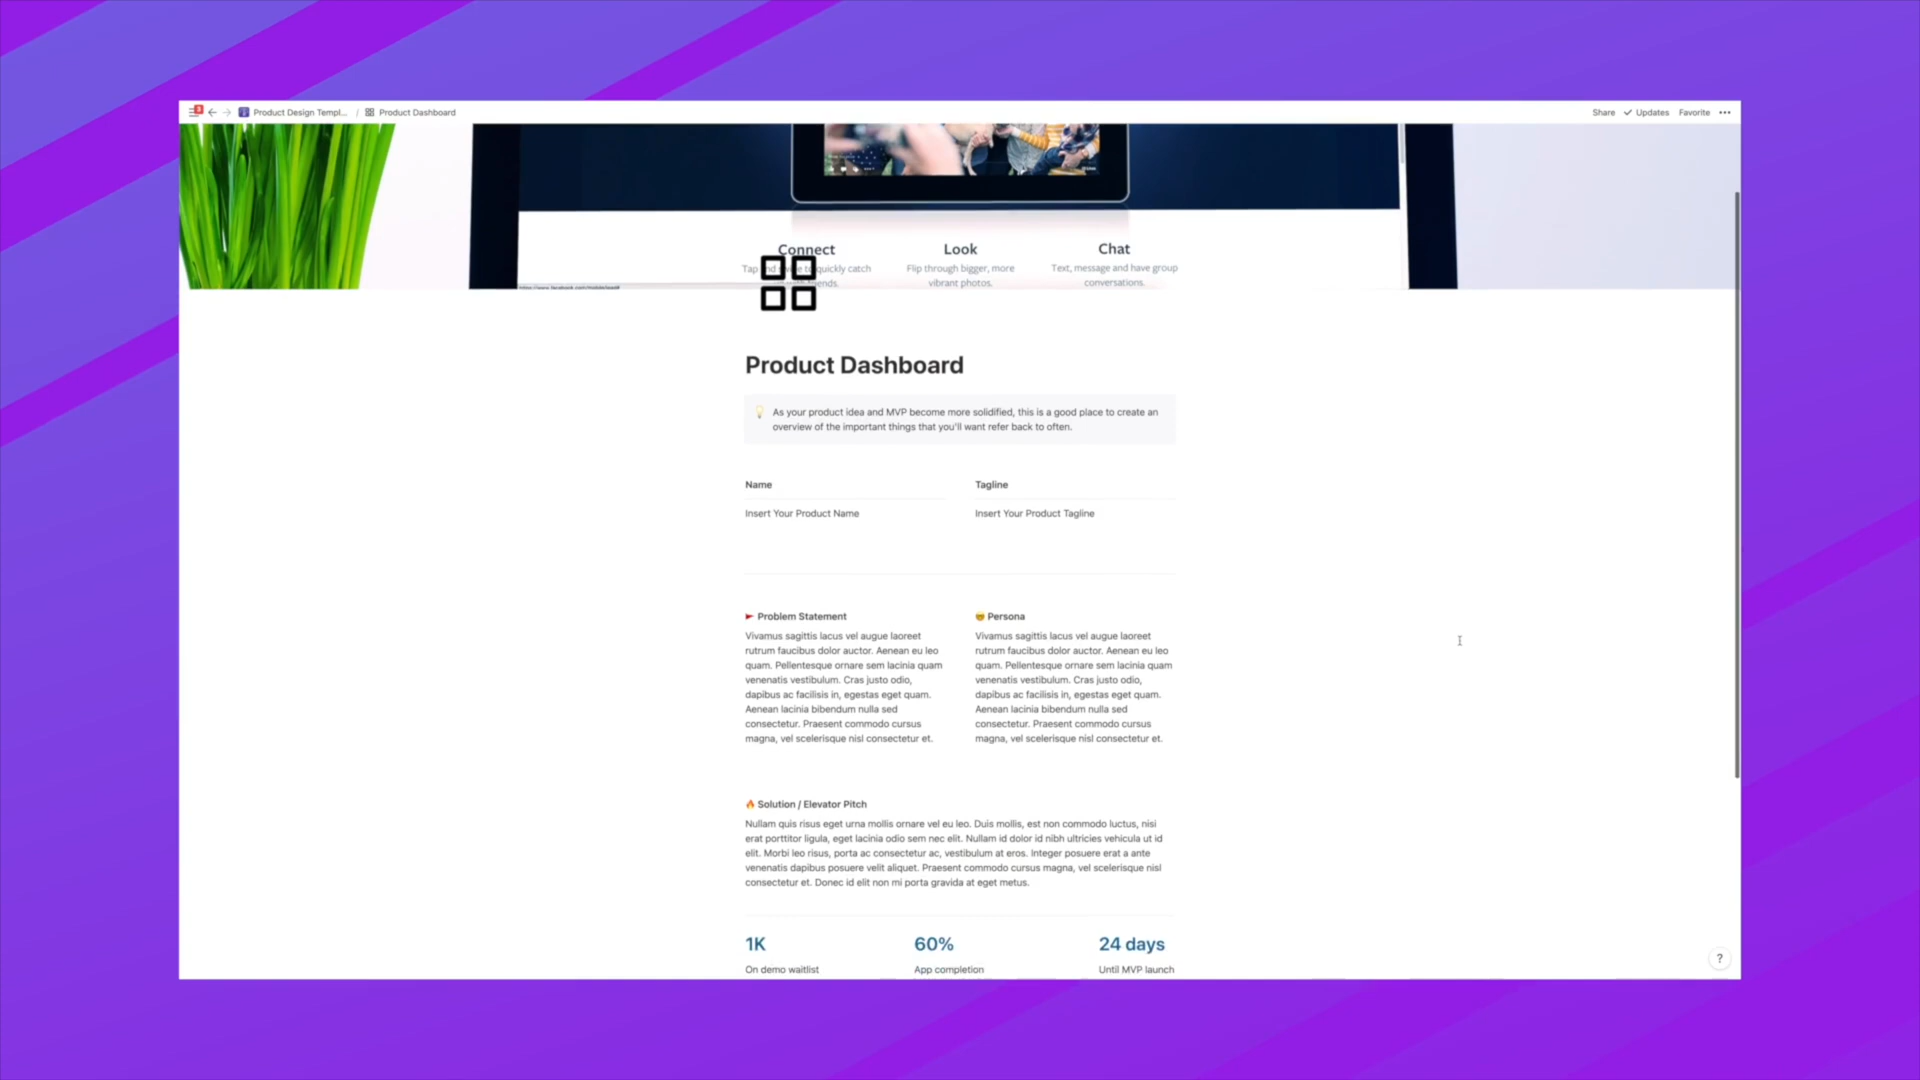 3
Product Design Templ... / Product Dashboard
Share Updates Favorite
Connect Look Chat
Tap quickly catch Flip through bigger, more Text, message and have group
friends. vibrant photos. conversations.
Product Dashboard
As your product idea and MVP become more solidified, this is a good place to create an
overview of the important things that you'll want refer back to often.
Name
Insert Your Product Name
Tagline
Insert Your Product Tagline
Problem Statement
Vivamus sagittis lacus vel augue laoreet
rutrum faucibus dolor auctor. Aenean eu leo
quam. Pellentesque ornare sem lacinia quam
venenatis vestibulum. Cras justo odio,
dapibus ac facilisis in, egestas eget quam.
Aenean lacinia bibendum nulla sed
consectetur. Praesent commodo cursus
magna, vel scelerisque nisl consectetur et.
Persona
Vivamus sagittis lacus vel augue laoreet
rutrum faucibus dolor auctor. Aenean eu leo
quam. Pellentesque ornare sem lacinia quam
venenatis vestibulum. Cras justo odio,
dapibus ac facilisis in, egestas eget quam.
Aenean lacinia bibendum nulla sed
consectetur. Praesent commodo cursus
magna, vel scelerisque nisl consectetur et.
Solution / Elevator Pitch
Nullam quis risus eget urna mollis ornare vel eu leo. Duis mollis, est non commodo luctus, nisi
erat porttitor ligula, eget lacinia odio sem nec elit. Nullam id dolor id nibh ultricies vehicula ut id
elit. Morbi leo risus, porta ac consectetur ac, vestibulum at eros. Integer posuere erat a ante
venenatis dapibus posuere velit aliquet. Praesent commodo cursus magna, vel scelerisque nisl
consectetur et. Donec id elit non mi porta gravida at eget metus.
1K 60% 24 days
On demo waitlist App completion Until MVP launch
?